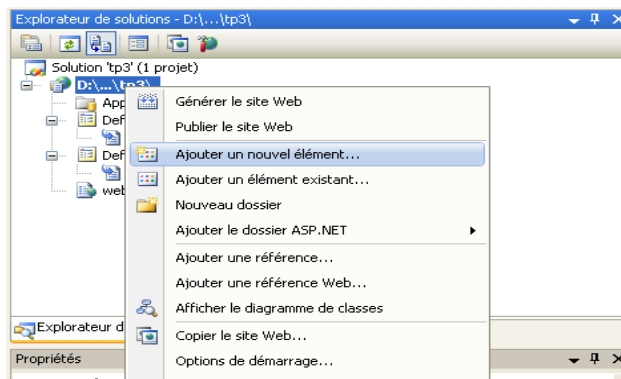 Explorateur de solutions - D:\...\tp3\
Solution 'tp3' (1 projet)
D:\...\tp3\
App
Def
Def
web
Générer le site Web
Publier le site Web
Ajouter un nouvel élément...
Ajouter un élément existant...
Nouveau dossier
Ajouter le dossier ASP.NET
Ajouter une référence...
Ajouter une référence Web...
Afficher le diagramme de classes
Copier le site Web...
Options de démarrage...
Explorateur d
Propriétés